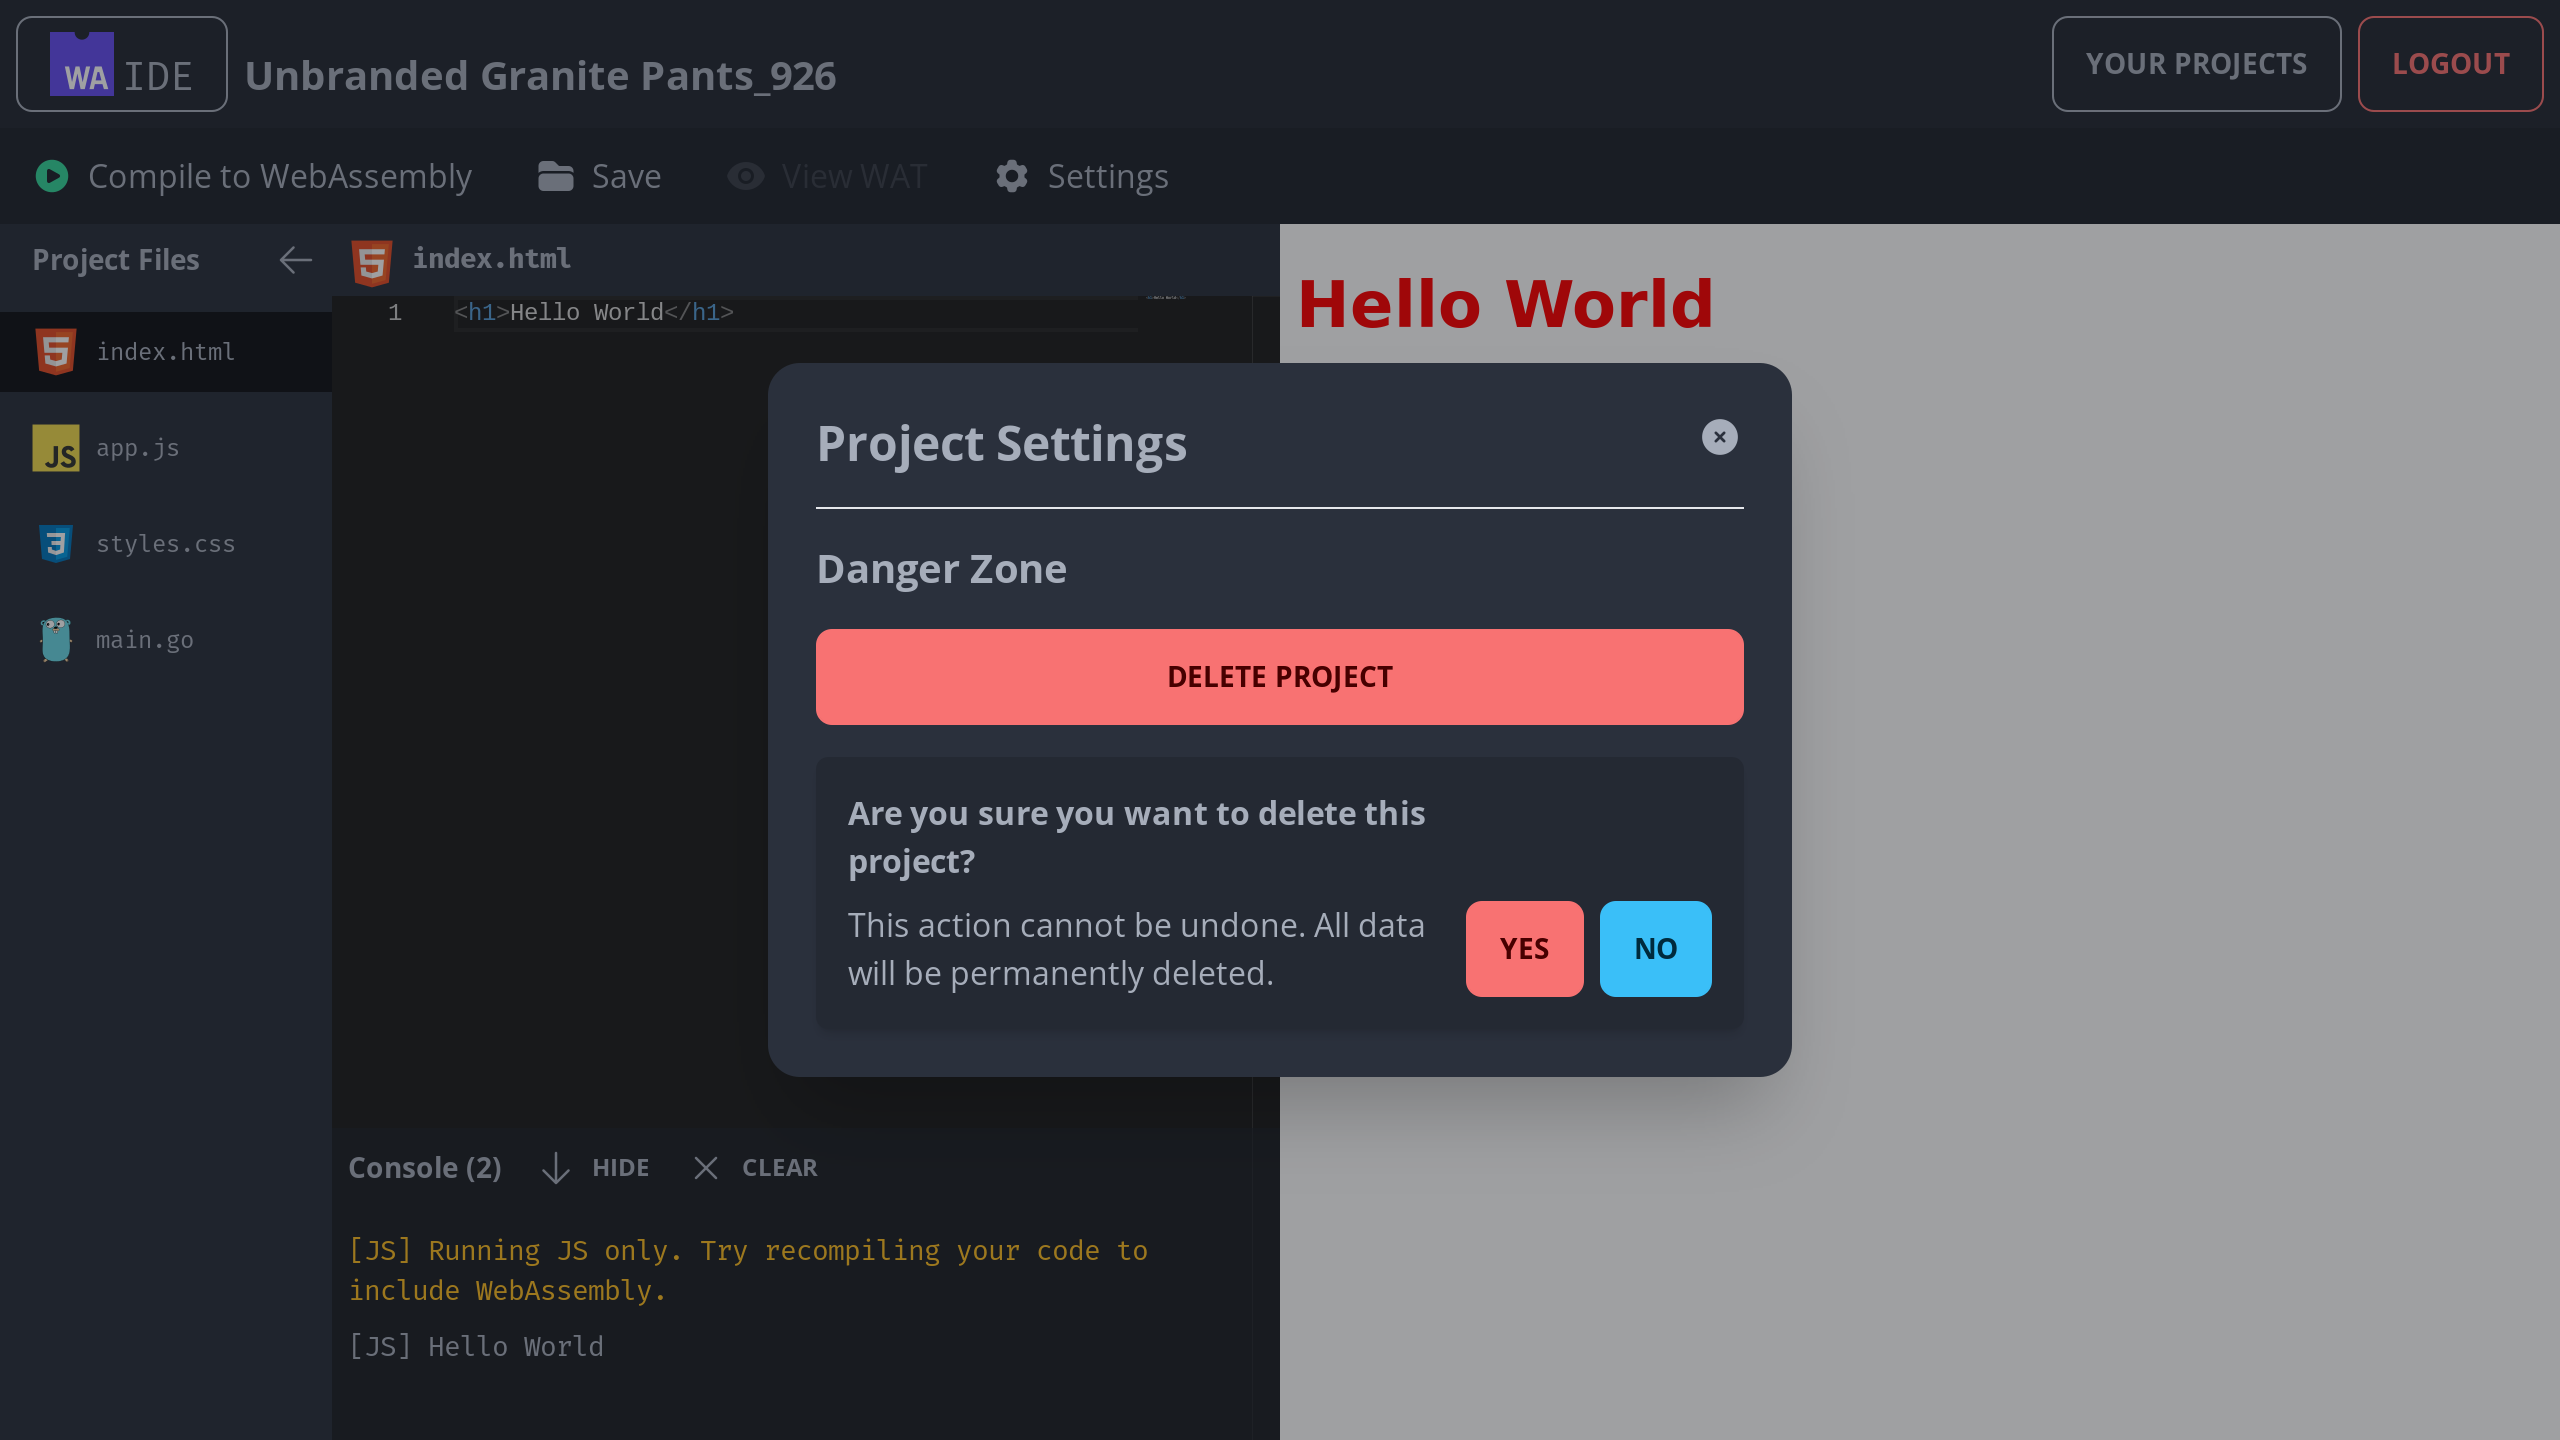 WA IDE
Unbranded Granite Pants_926
YOUR PROJECTS
LOGOUT
Compile to WebAssembly
Save
View WAT
Settings
Project Files
index.html
app.js
styles.css
main.go
index.html
1 <h1>Hello World</h1>
Hello World
Project Settings
Danger Zone
DELETE PROJECT
Are you sure you want to delete this
project?
This action cannot be undone. All data
will be permanently deleted.
YES
NO
Console (2)
HIDE
CLEAR
[JS] Running JS only. Try recompiling your code to
include WebAssembly.
[JS] Hello World